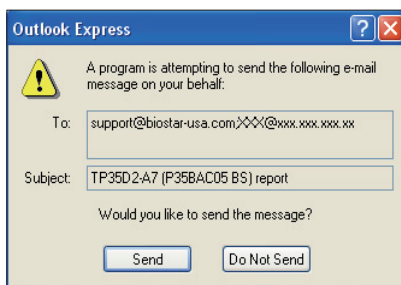 Outlook Express
A program is attempting to send the following e-mail
message on your behalf:
To: support@biostar-usa.com;XXX@xxx.xxx.xxx.xx
Subject: TP35D2-A7 (P35BAC05 BS) report
Would you like to send the message?
Send Do Not Send